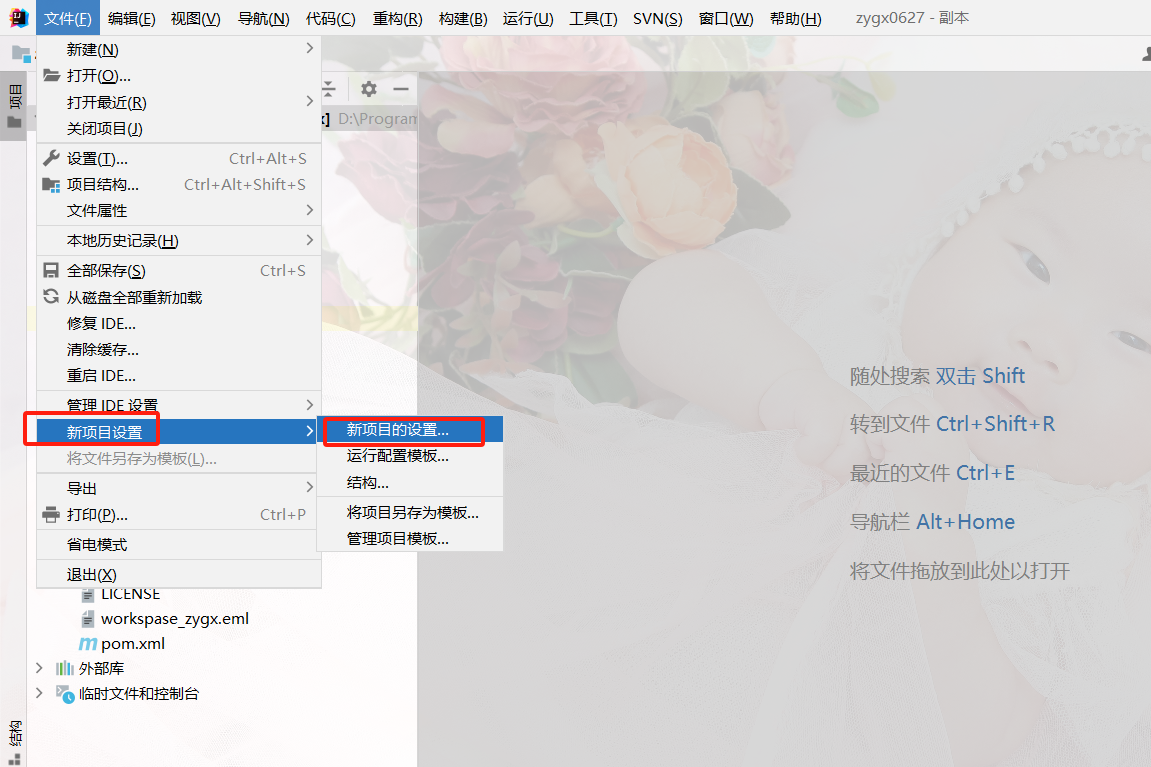 文件(F) 编辑(E) 视图(V) 导航(N) 代码(C) 重构(R) 构建(B) 运行(U) 工具(T) SVN(S) 窗口(W) 帮助(H) zygx0627 - 副本
新建(N)
打开(O)...
打开最近(R)
关闭项目(J)
设置(T)... Ctrl+Alt+S
项目结构... Ctrl+Alt+Shift+S
文件属性
本地历史记录(H)
全部保存(S) Ctrl+S
从磁盘全部重新加载
修复 IDE...
清除缓存...
重启 IDE...
管理 IDE 设置
新项目设置
将文件另存为模板(L)...
导出
打印(P)... Ctrl+P
省电模式
退出(X)
新项目的设置...
运行配置模板...
结构...
将项目另存为模板...
管理项目模板...
项目
x] D:\Program
LICENSE
workspase_zygx.eml
pom.xml
外部库
临时文件和控制台
结构
随处搜索 双击 Shift
转到文件 Ctrl+Shift+R
最近的文件 Ctrl+E
导航栏 Alt+Home
将文件拖放到此处以打开